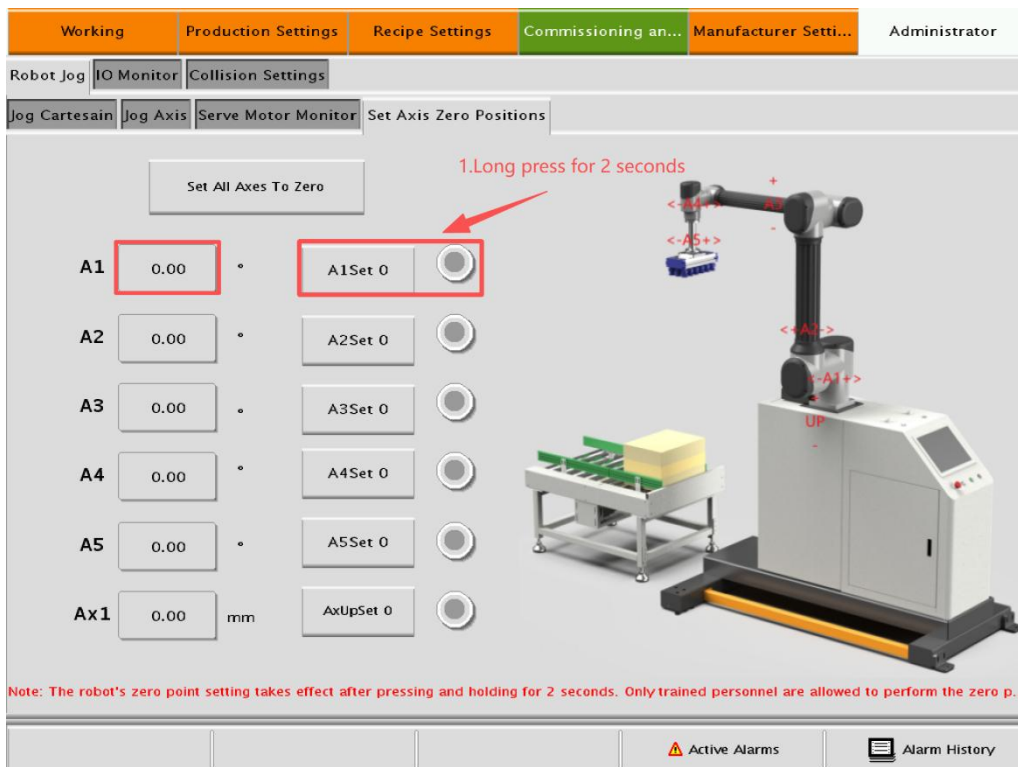 Working Production Settings Recipe Settings Commissioning an... Manufacturer Setti... Administrator
Robot Jog IO Monitor Collision Settings
Jog Cartesain Jog Axis Serve Motor Monitor Set Axis Zero Positions
1.Long press for 2 seconds
Set All Axes To Zero
A1 0.00 ° A1Set 0
A2 0.00 ° A2Set 0
A3 0.00 ° A3Set 0
A4 0.00 ° A4Set 0
A5 0.00 ° A5Set 0
Ax1 0.00 mm AxUpSet 0
+
<-A4+> A3
-
<-A5+>
<+A2->
<-A1+>
+
UP
-
Note: The robot's zero point setting takes effect after pressing and holding for 2 seconds. Only trained personnel are allowed to perform the zero p.
Active Alarms Alarm History